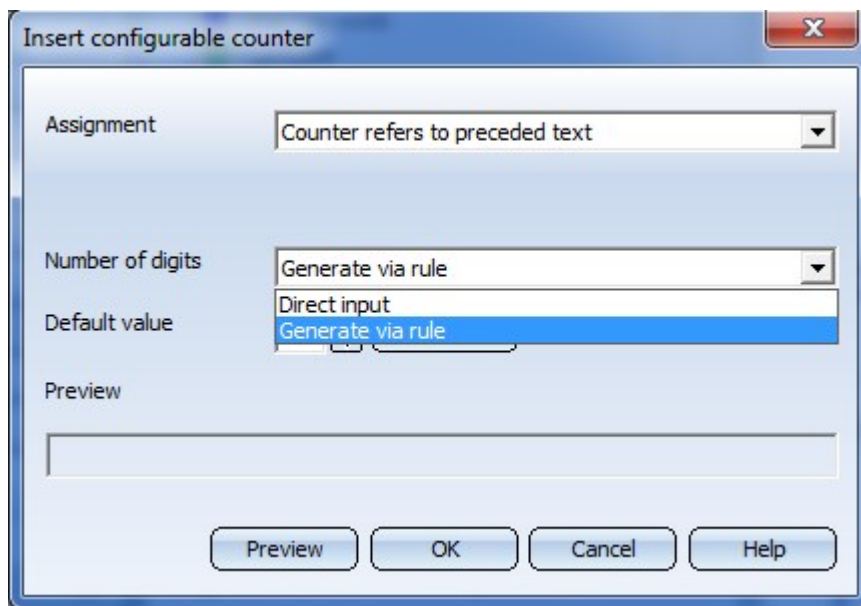 Insert configurable counter
Assignment
Counter refers to preceded text
Number of digits
Generate via rule
Direct input
Generate via rule
Default value
Preview
Preview
OK
Cancel
Help